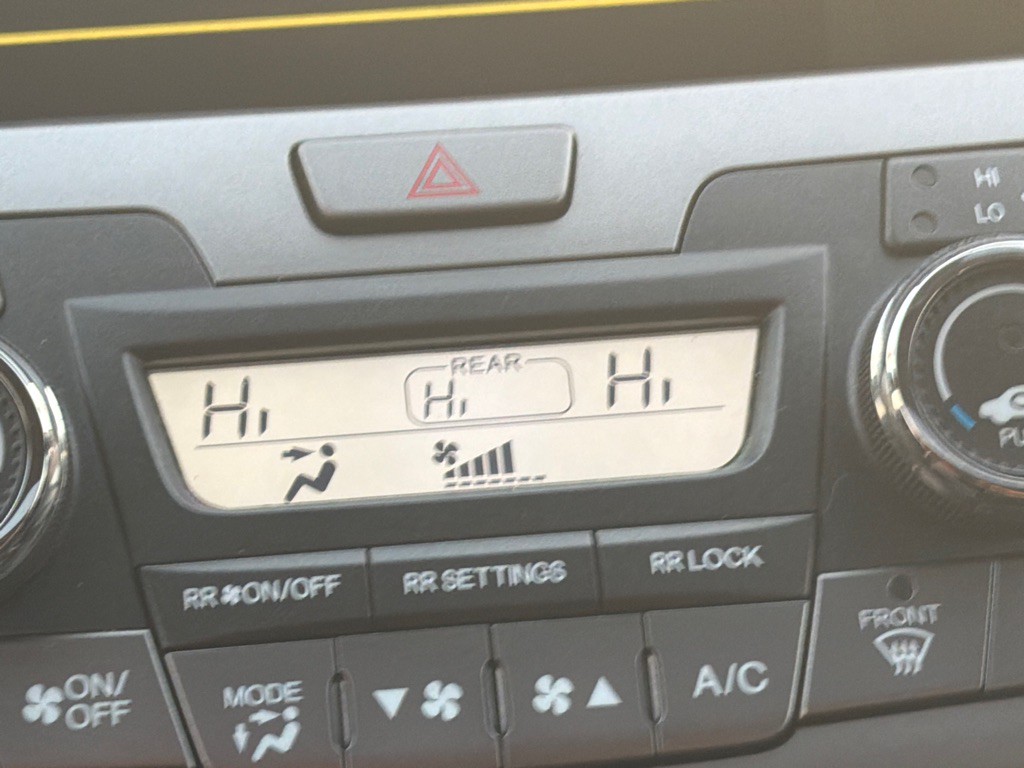 HI
LO
REAR
Hi Hi Hi
RR ON/OFF RR SETTINGS RR LOCK
FRONT
ON/
OFF
MODE
A/C